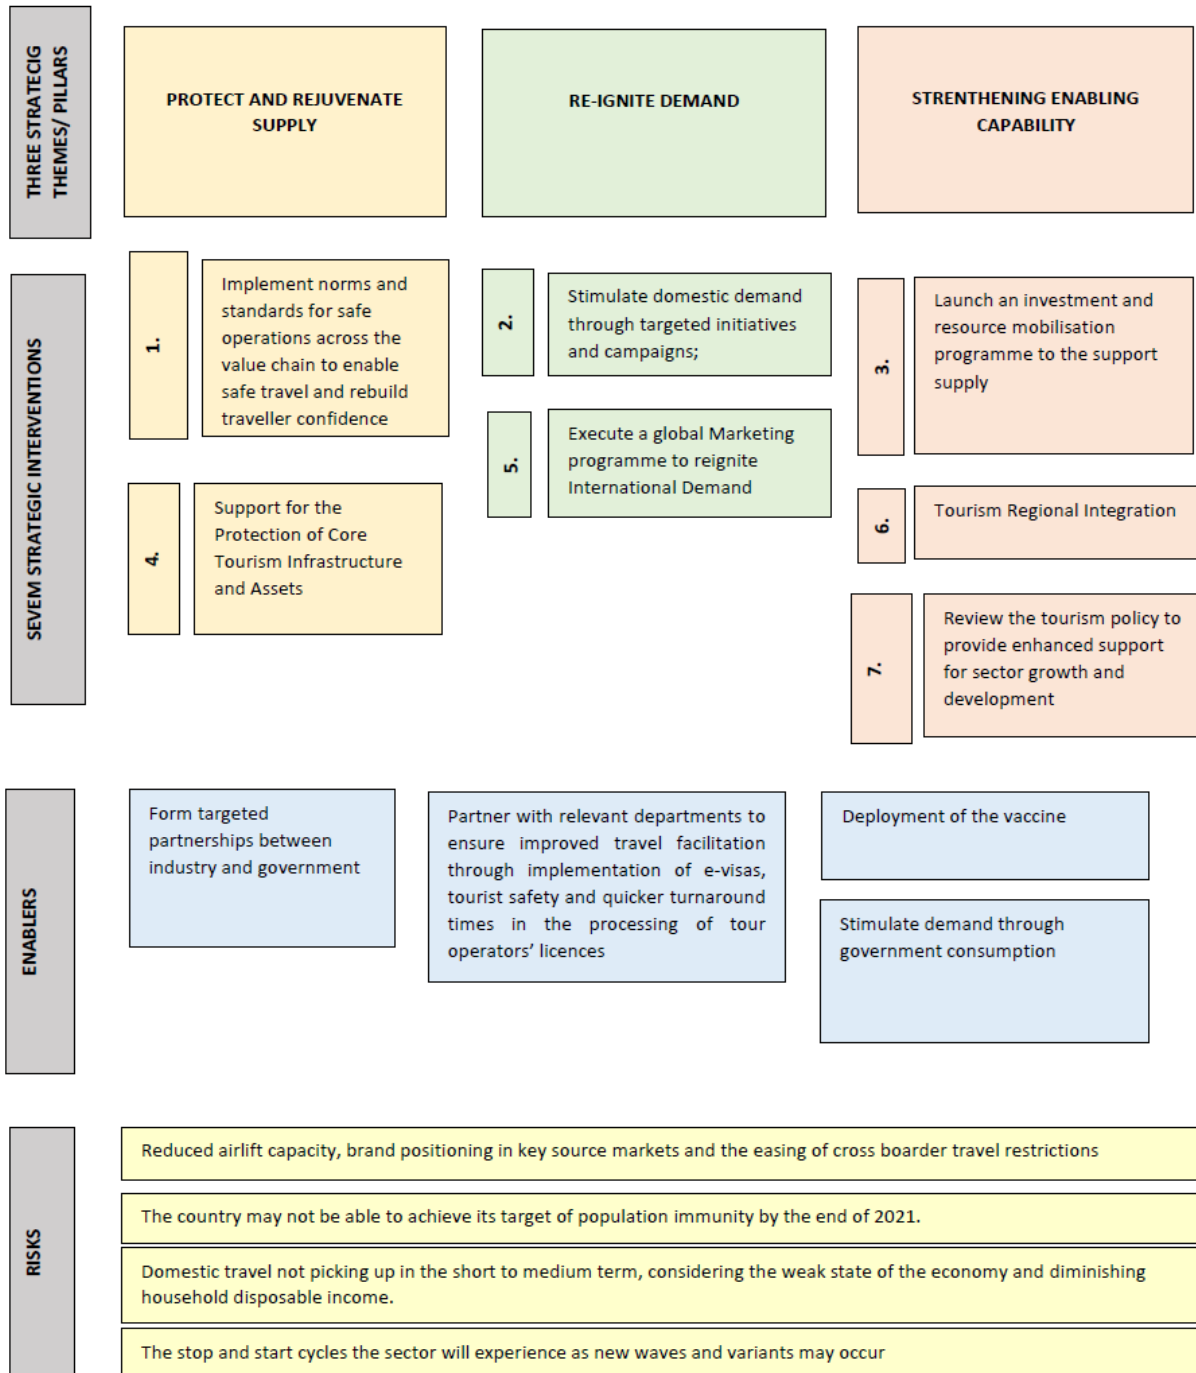 THREE STRATECIG
THEMES/ PILLARS
PROTECT AND REJUVENATE
SUPPLY
RE-IGNITE DEMAND
STRENTHENING ENABLING
CAPABILITY
SEVEM STRATEGIC INTERVENTIONS
1.
Implement norms and
standards for safe
operations across the
value chain to enable
safe travel and rebuild
traveller confidence
2.
Stimulate domestic demand
through targeted initiatives
and campaigns;
3.
Launch an investment and
resource mobilisation
programme to the support
supply
4.
Support for the
Protection of Core
Tourism Infrastructure
and Assets
5.
Execute a global Marketing
programme to reignite
International Demand
6.
Tourism Regional Integration
7.
Review the tourism policy to
provide enhanced support
for sector growth and
development
ENABLERS
Form targeted
partnerships between
industry and government
Partner with relevant departments to
ensure improved travel facilitation
through implementation of e-visas,
tourist safety and quicker turnaround
times in the processing of tour
operators’ licences
Deployment of the vaccine
Stimulate demand through
government consumption
RISKS
Reduced airlift capacity, brand positioning in key source markets and the easing of cross boarder travel restrictions
The country may not be able to achieve its target of population immunity by the end of 2021.
Domestic travel not picking up in the short to medium term, considering the weak state of the economy and diminishing
household disposable income.
The stop and start cycles the sector will experience as new waves and variants may occur